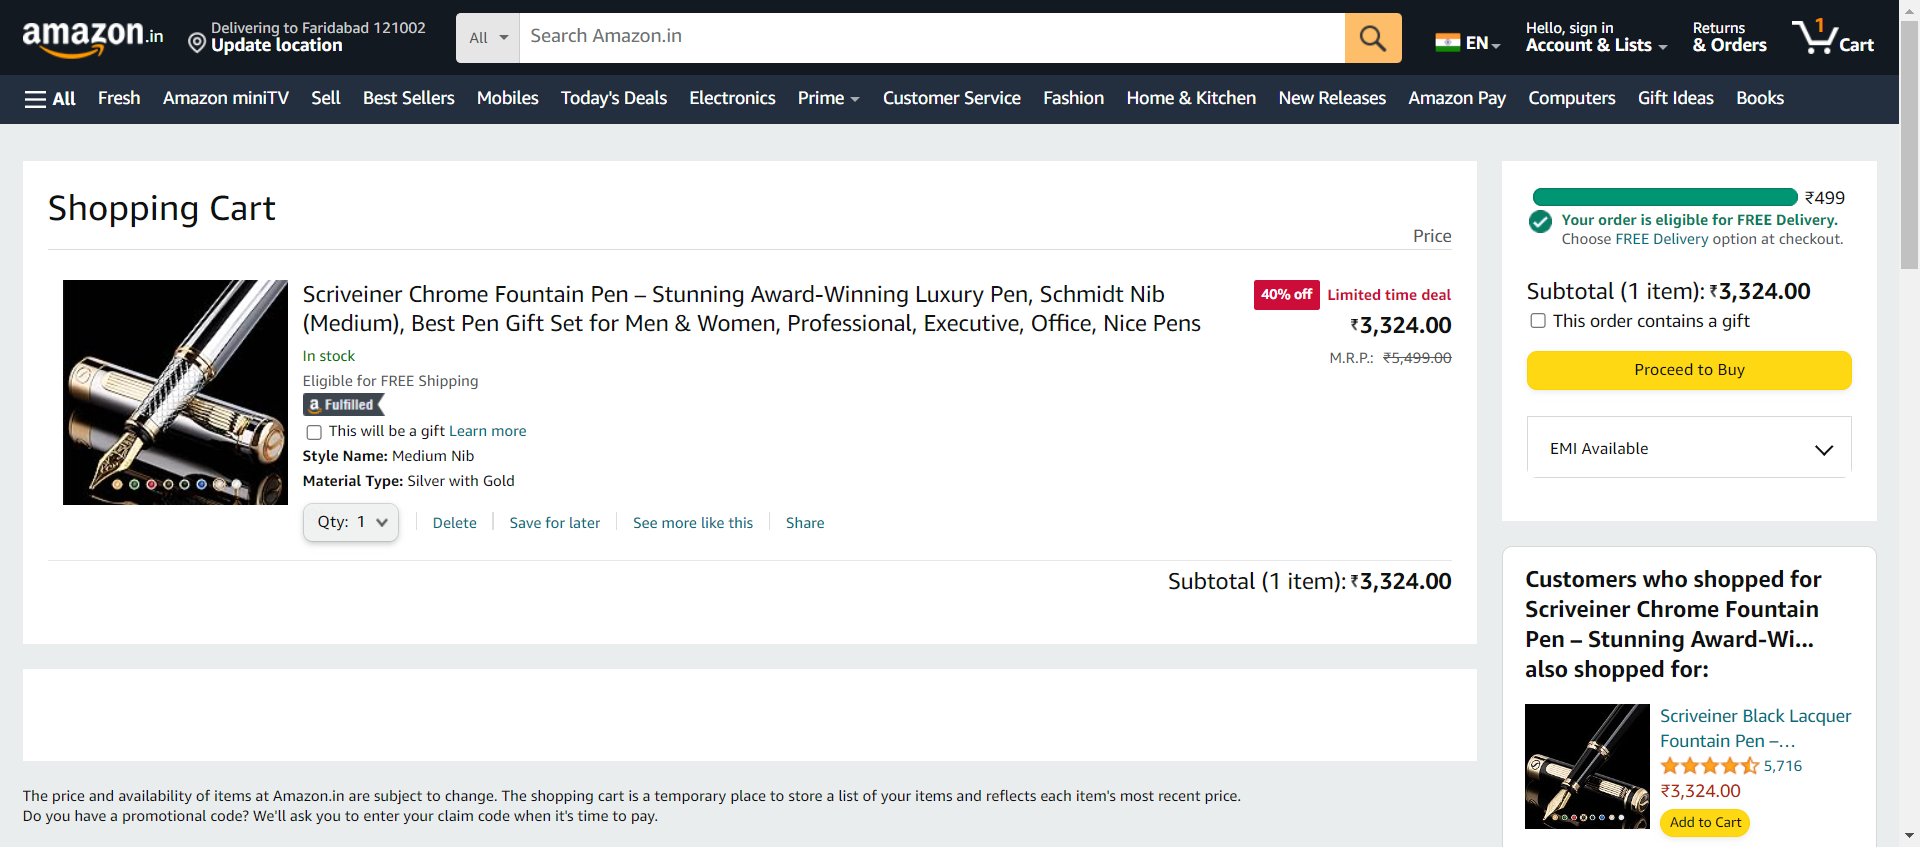 amazon.in
Delivering to Faridabad 121002
Update location
All
Search Amazon.in
EN
Hello, sign in
Account & Lists
Returns
& Orders
1
Cart
All
Fresh
Amazon miniTV
Sell
Best Sellers
Mobiles
Today's Deals
Electronics
Prime
Customer Service
Fashion
Home & Kitchen
New Releases
Amazon Pay
Computers
Gift Ideas
Books
Shopping Cart
Price
Scriveiner Chrome Fountain Pen – Stunning Award-Winning Luxury Pen, Schmidt Nib
(Medium), Best Pen Gift Set for Men & Women, Professional, Executive, Office, Nice Pens
40% off Limited time deal
₹3,324.00
M.R.P.: ₹5,499.00
In stock
Eligible for FREE Shipping
a Fulfilled
This will be a gift Learn more
Style Name: Medium Nib
Material Type: Silver with Gold
Qty: 1
Delete
Save for later
See more like this
Share
Subtotal (1 item): ₹3,324.00
₹499
Your order is eligible for FREE Delivery.
Choose FREE Delivery option at checkout.
Subtotal (1 item): ₹3,324.00
This order contains a gift
Proceed to Buy
EMI Available
Customers who shopped for
Scriveiner Chrome Fountain
Pen – Stunning Award-Wi...
also shopped for:
Scriveiner Black Lacquer
Fountain Pen –…
5,716
₹3,324.00
Add to Cart
The price and availability of items at Amazon.in are subject to change. The shopping cart is a temporary place to store a list of your items and reflects each item's most recent price.
Do you have a promotional code? We'll ask you to enter your claim code when it's time to pay.